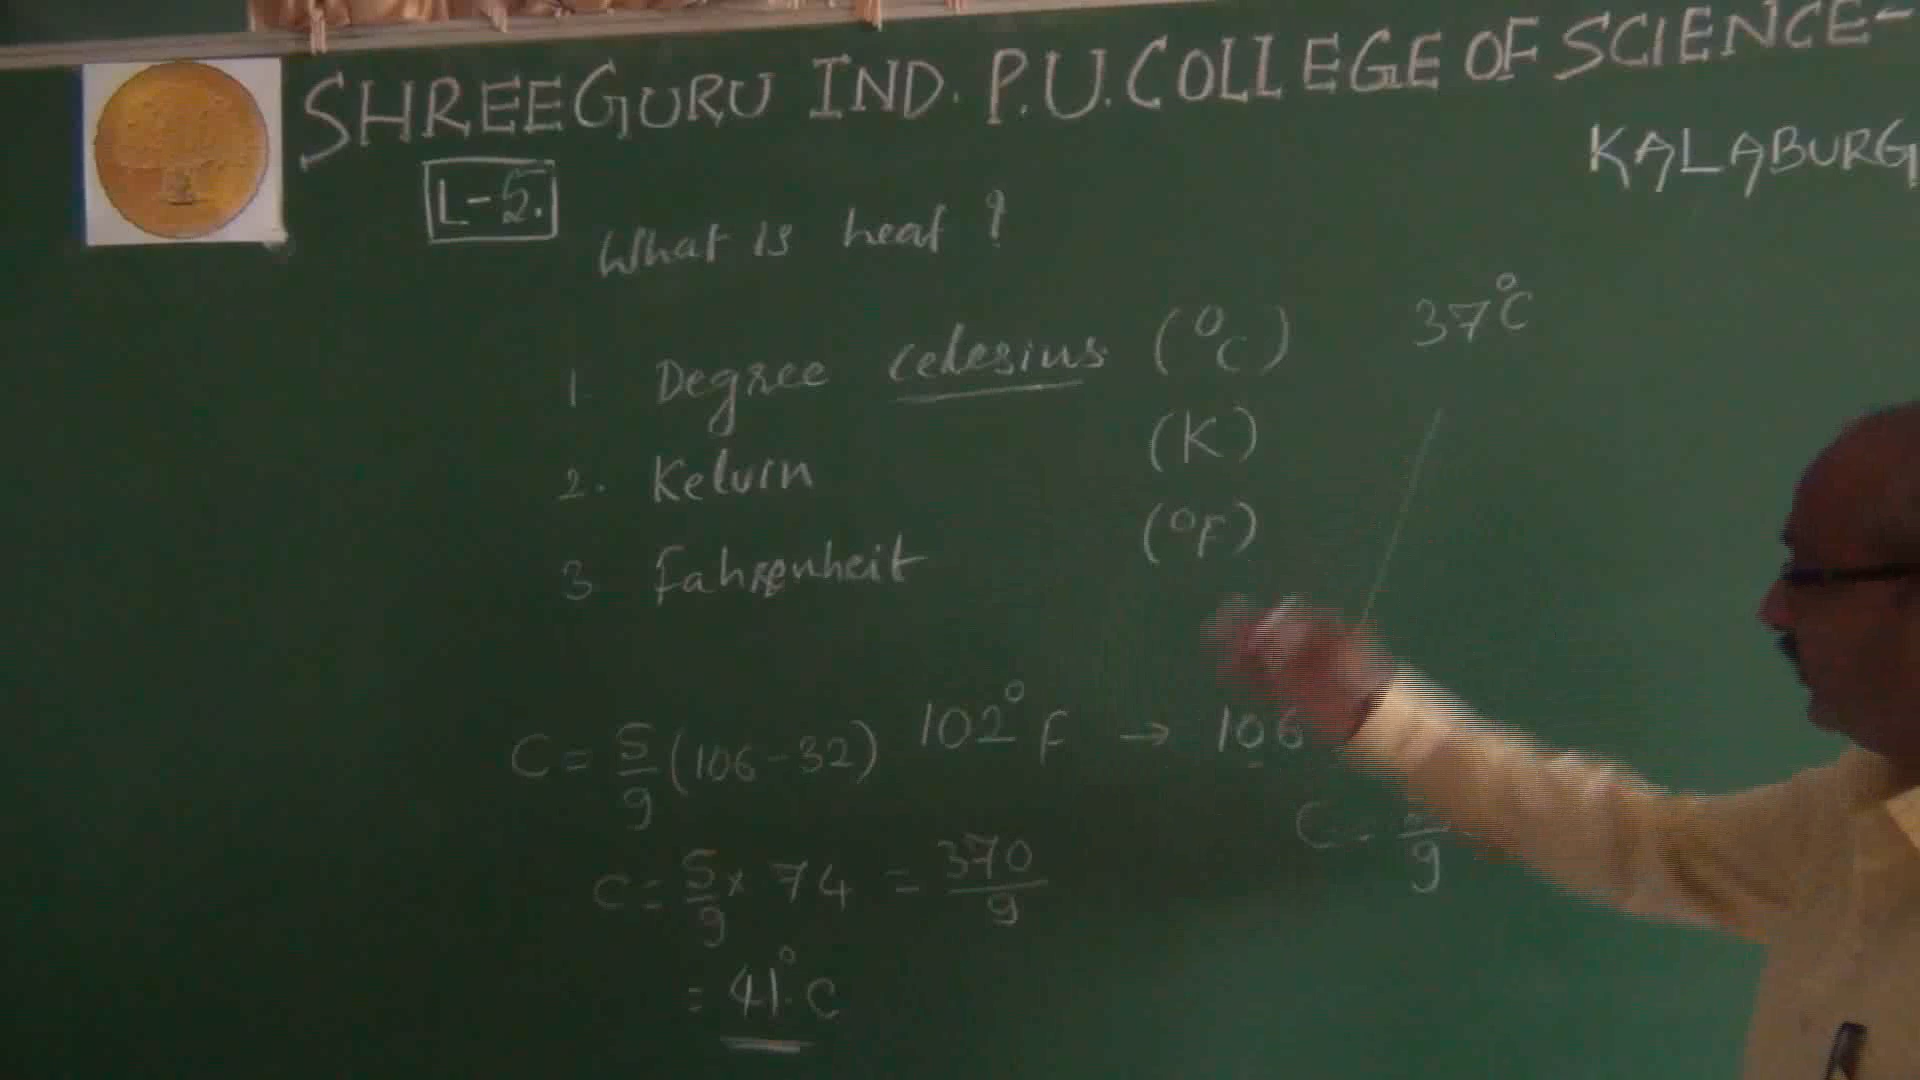 SHREEGURU IND. P.U. COLLEGE OF SCIENCE-
KALABURG
L-5.
What is heat ?
1. Degree celesius (°C) 37°C
2. Kelvin (K)
3 Fahrenheit (°F)
C = 5/9 (106-32) 102° F → 106
C = 5/9 × 74 = 370/9
C - 9
= 41° C